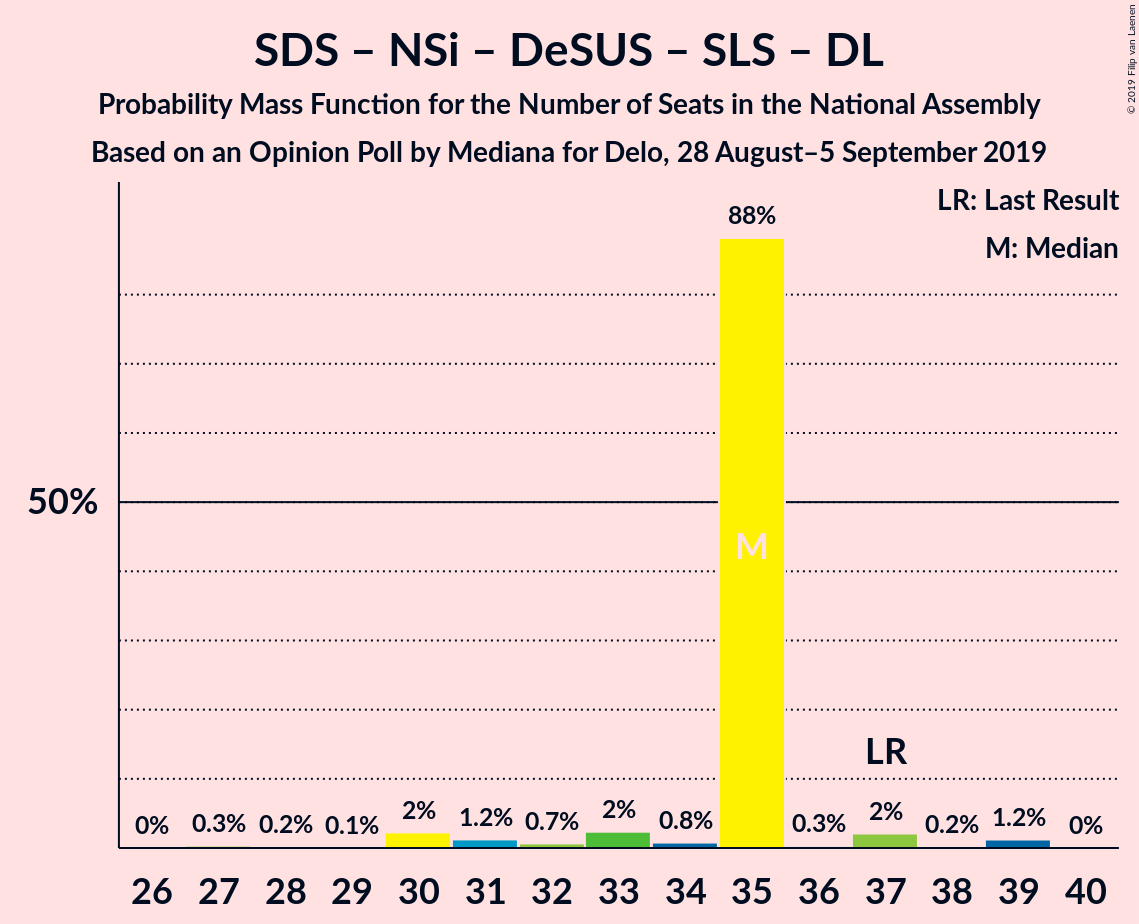 SDS – NSi – DeSUS – SLS – DL
Probability Mass Function for the Number of Seats in the National Assembly
Based on an Opinion Poll by Mediana for Delo, 28 August–5 September 2019
© 2019 Filip van Laenen
LR: Last Result
M: Median
88%
50%
M
LR
0% 0.3% 0.2% 0.1% 2% 1.2% 0.7% 2% 0.8% 0.3% 2% 0.2% 1.2% 0%
26 27 28 29 30 31 32 33 34 35 36 37 38 39 40